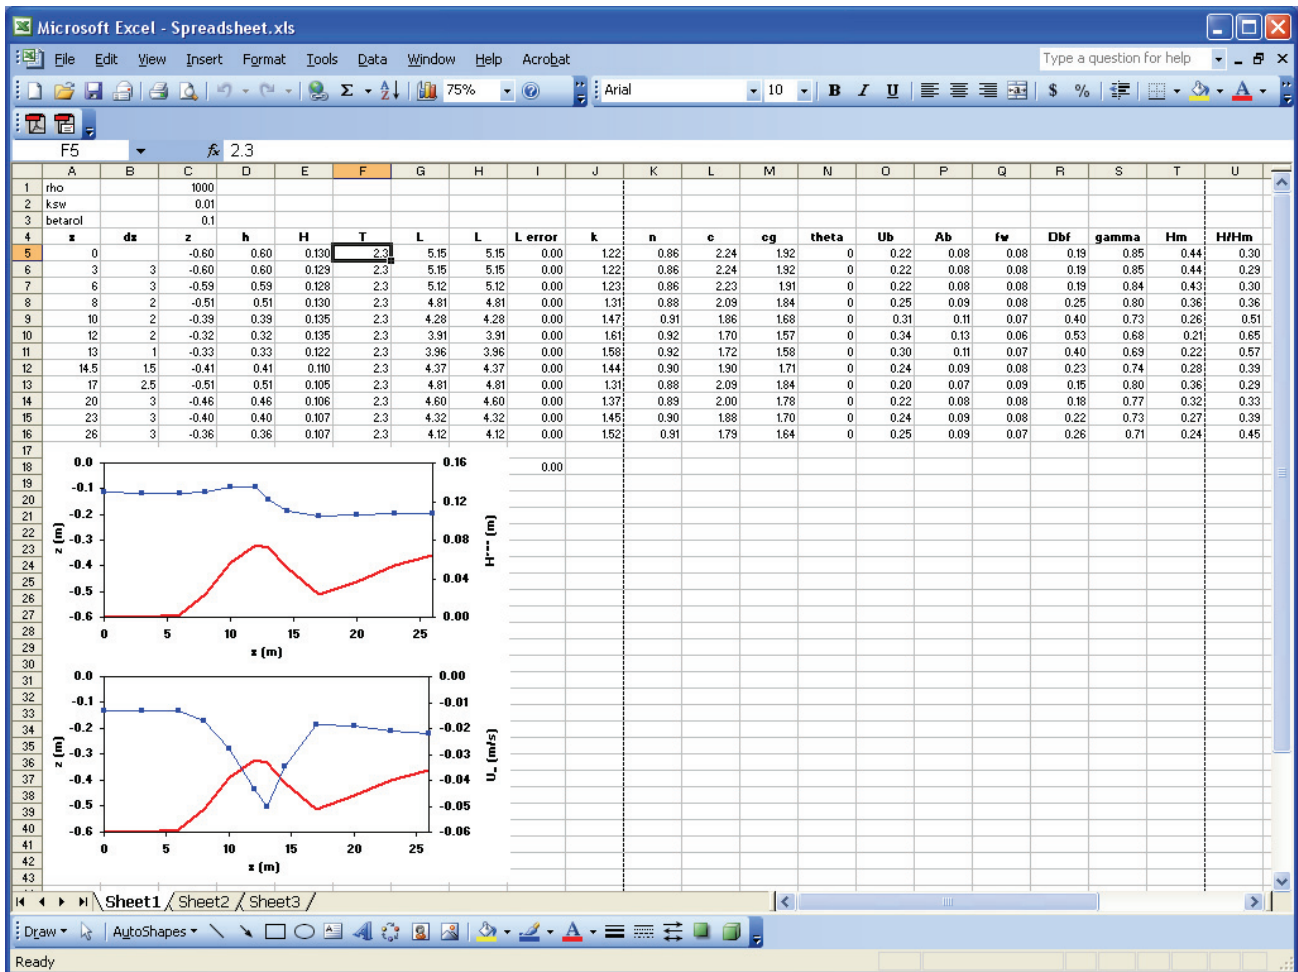 Microsoft Excel - Spreadsheet.xls
File Edit View Insert Format Tools Data Window Help Acrobat Type a question for help
75% Arial 10 B I U $ %
F5 fx 2.3
A B C D E F G H I J K L M N O P Q R S T U
1 rho 1000
2 ksw 0.01
3 betarol 0.1
4 x dx z h H T L L L error k n c cg theta Ub Ab fw Dbf gamma Hm H/Hm
5 0 -0.60 0.60 0.130 2.3 5.15 5.15 0.00 1.22 0.86 2.24 1.92 0 0.22 0.08 0.08 0.19 0.85 0.44 0.30
6 3 3 -0.60 0.60 0.129 2.3 5.15 5.15 0.00 1.22 0.86 2.24 1.92 0 0.22 0.08 0.08 0.19 0.85 0.44 0.29
7 6 3 -0.59 0.59 0.128 2.3 5.12 5.12 0.00 1.23 0.86 2.23 1.91 0 0.22 0.08 0.08 0.19 0.84 0.43 0.30
8 8 2 -0.51 0.51 0.130 2.3 4.81 4.81 0.00 1.31 0.88 2.09 1.84 0 0.25 0.09 0.08 0.25 0.80 0.36 0.36
9 10 2 -0.39 0.39 0.135 2.3 4.28 4.28 0.00 1.47 0.91 1.86 1.68 0 0.31 0.11 0.07 0.40 0.73 0.26 0.51
10 12 2 -0.32 0.32 0.135 2.3 3.91 3.91 0.00 1.61 0.92 1.70 1.57 0 0.34 0.13 0.06 0.53 0.68 0.21 0.65
11 13 1 -0.33 0.33 0.122 2.3 3.96 3.96 0.00 1.58 0.92 1.72 1.58 0 0.30 0.11 0.07 0.40 0.69 0.22 0.57
12 14.5 1.5 -0.41 0.41 0.110 2.3 4.37 4.37 0.00 1.44 0.90 1.90 1.71 0 0.24 0.09 0.08 0.23 0.74 0.28 0.39
13 17 2.5 -0.51 0.51 0.105 2.3 4.81 4.81 0.00 1.31 0.88 2.09 1.84 0 0.20 0.07 0.09 0.15 0.80 0.36 0.29
14 20 3 -0.46 0.46 0.106 2.3 4.60 4.60 0.00 1.37 0.89 2.00 1.78 0 0.22 0.08 0.08 0.18 0.77 0.32 0.33
15 23 3 -0.40 0.40 0.107 2.3 4.32 4.32 0.00 1.45 0.90 1.88 1.70 0 0.24 0.09 0.08 0.22 0.73 0.27 0.39
16 26 3 -0.36 0.36 0.107 2.3 4.12 4.12 0.00 1.52 0.91 1.79 1.64 0 0.25 0.09 0.07 0.26 0.71 0.24 0.45
17
18 0.0 0.16 0.00
19 -0.1
20 0.12
21 -0.2
22 z (m) H (m)
23 -0.3 0.08
24 -0.4
25 0.04
26 -0.5
27 -0.6 0.00
28 0 5 10 15 20 25
29 x (m)
30
31 0.0 0.00
32 -0.1 -0.01
33
34 -0.2 -0.02
35 z (m) (m/s)
36 -0.3 -0.03
37 -0.4 -0.04
38
39 -0.5 -0.05
40 -0.6 -0.06
41 0 5 10 15 20 25
42 x (m)
43
Sheet1 Sheet2 Sheet3
Draw AutoShapes
Ready